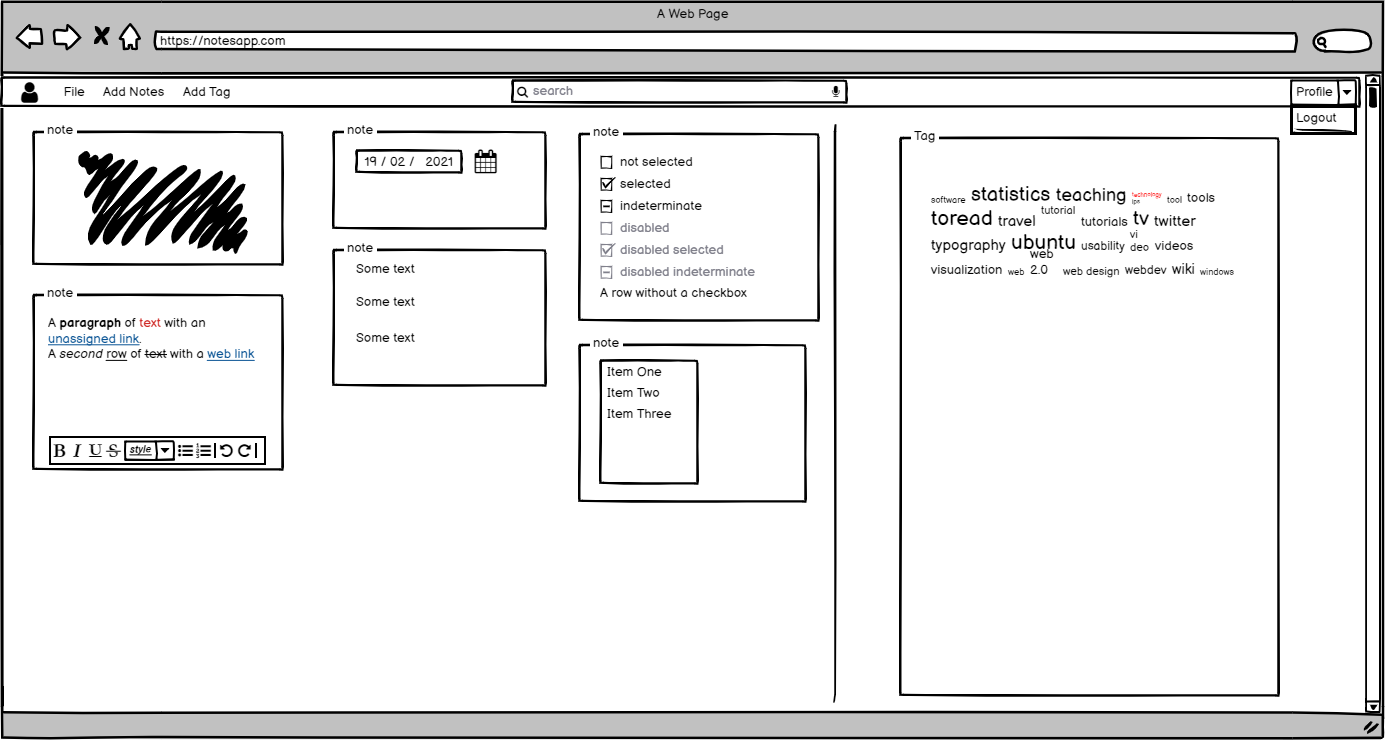 A Web Page
https://notesapp.com
File Add Notes Add Tag search Profile
Logout
note
note
A paragraph of text with an
unassigned link.
A second row of text with a web link
B I U S style
note
19 / 02 / 2021
note
Some text
Some text
Some text
note
not selected
selected
indeterminate
disabled
disabled selected
disabled indeterminate
A row without a checkbox
note
Item One
Item Two
Item Three
Tag
software statistics teaching technology tips tool tools
toread travel tutorial tutorials tv twitter
typography ubuntu usability vi deo videos
visualization web web 2.0 web design webdev wiki windows